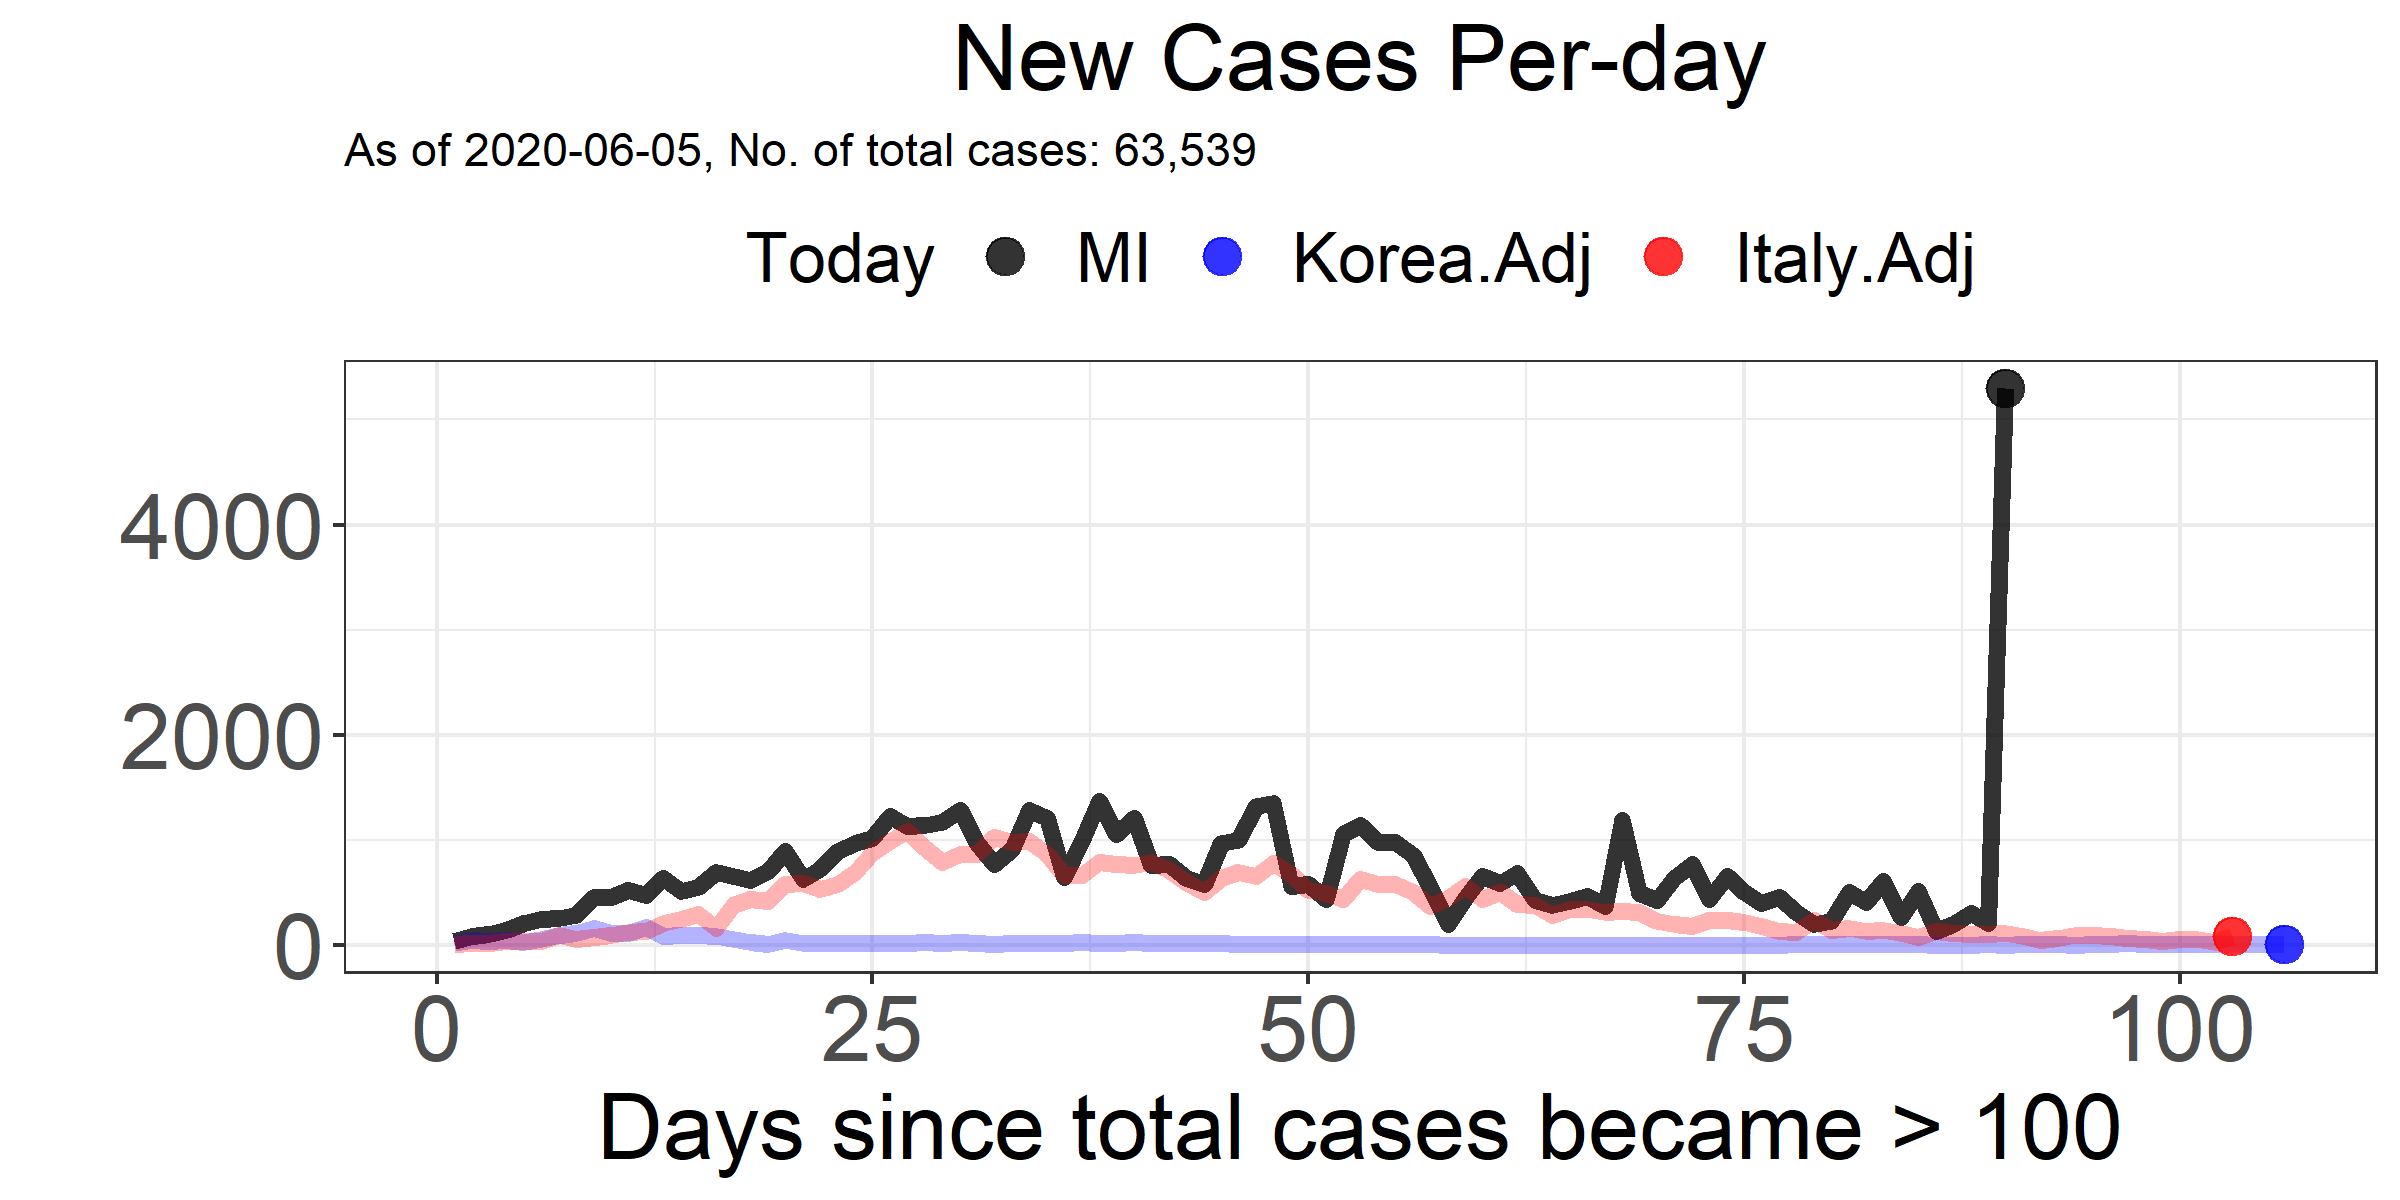 New Cases Per-day
As of 2020-06-05, No. of total cases: 63,539
Today MI Korea.Adj Italy.Adj
4000
2000
0
0 25 50 75 100
Days since total cases became > 100